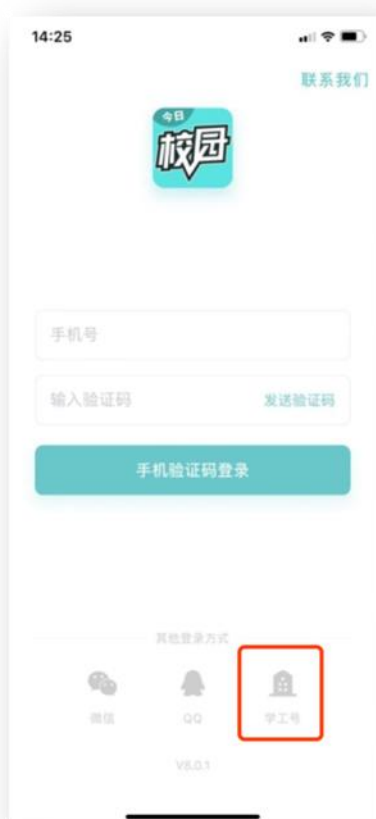 14:25
联系我们
今日
校园
手机号
输入验证码
发送验证码
手机验证码登录
其他登录方式
微信
QQ
学工号
V8.0.1